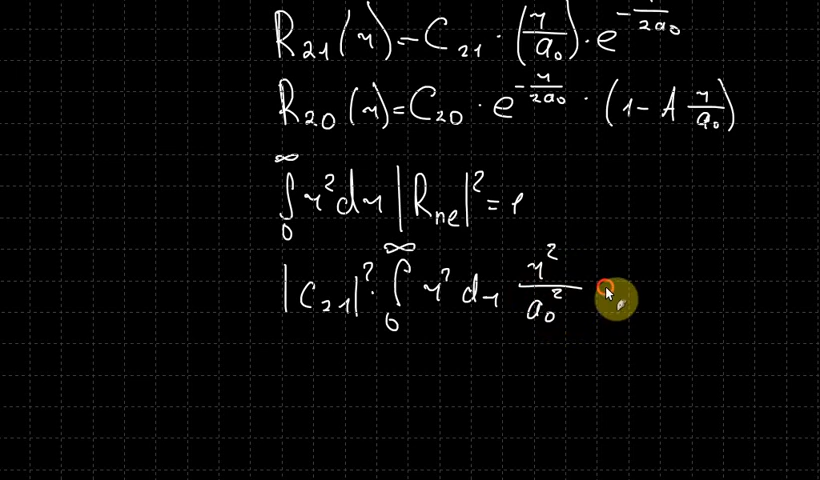 R₂₁(r) = C₂₁ · (r/a₀) · e^(-r/2a₀)
R₂₀(r) = C₂₀ · e^(-r/2a₀) · (1 - A r/a₀)
∫₀^∞ r² dr |Rₙₑ|² = 1
|C₂₁|² · ∫₀^∞ r² dr r²/a₀²